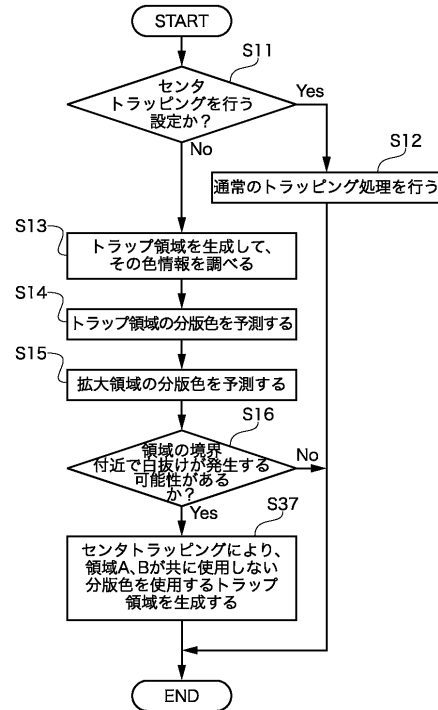 START
S11
センタ
トラッピングを行う
設定か？
Yes
No
S12
通常のトラッピング処理を行う
S13
トラップ領域を生成して、
その色情報を調べる
S14
トラップ領域の分版色を予測する
S15
拡大領域の分版色を予測する
S16
領域の境界
付近で白抜けが発生する
可能性がある
か？
No
Yes
S37
センタトラッピングにより、
領域A、Bが共に使用しない
分版色を使用するトラップ
領域を生成する
END